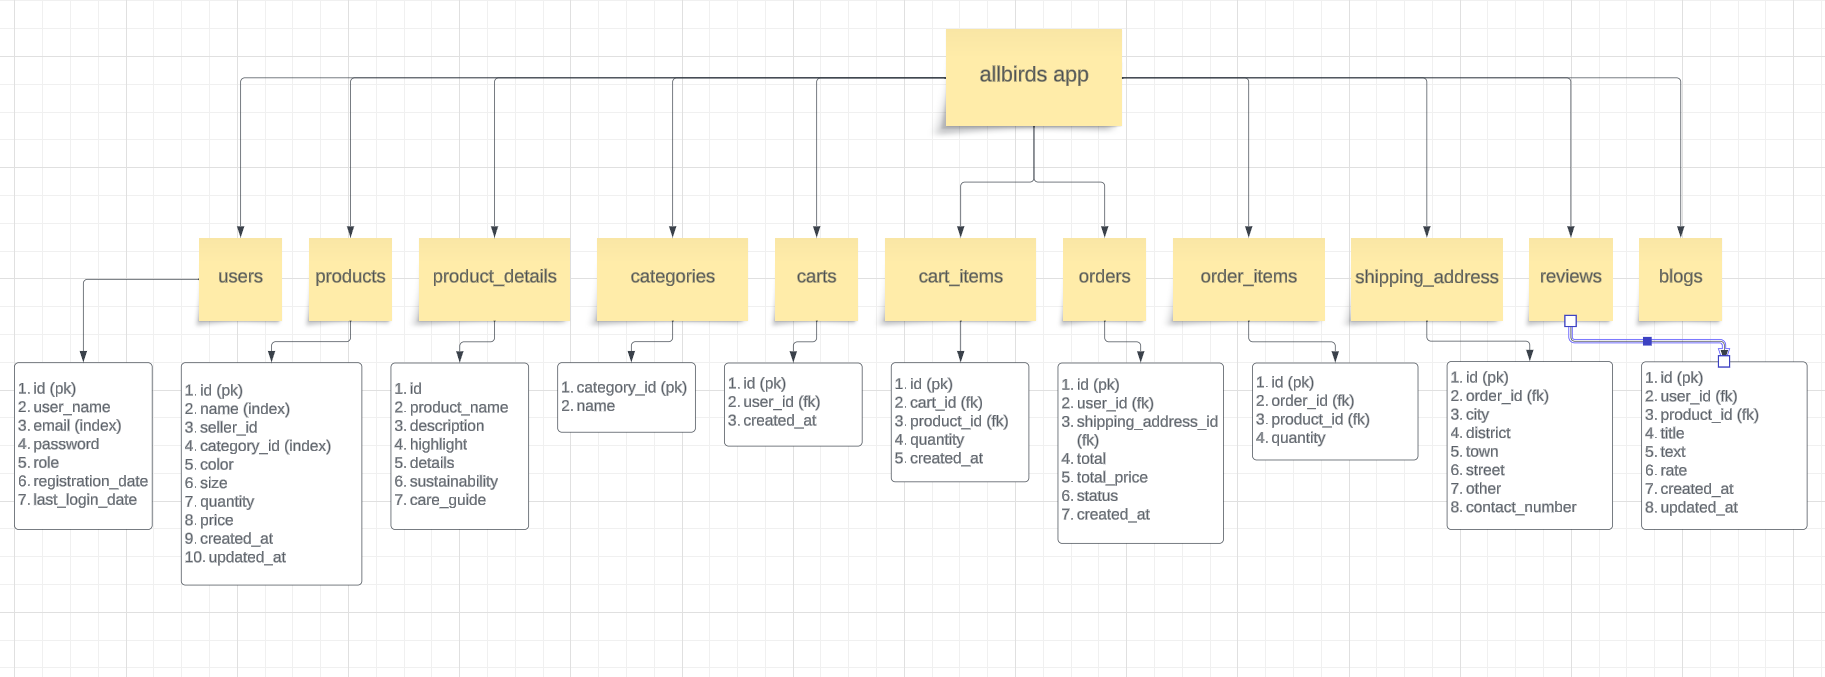 allbirds app
users
products
product_details
categories
carts
cart_items
orders
order_items
shipping_address
reviews
blogs
1. id (pk)
2. user_name
3. email (index)
4. password
5. role
6. registration_date
7. last_login_date
1. id (pk)
2. name (index)
3. seller_id
4. category_id (index)
5. color
6. size
7. quantity
8. price
9. created_at
10. updated_at
1. id
2. product_name
3. description
4. highlight
5. details
6. sustainability
7. care_guide
1. category_id (pk)
2. name
1. id (pk)
2. user_id (fk)
3. created_at
1. id (pk)
2. cart_id (fk)
3. product_id (fk)
4. quantity
5. created_at
1. id (pk)
2. user_id (fk)
3. shipping_address_id
(fk)
4. total
5. total_price
6. status
7. created_at
1. id (pk)
2. order_id (fk)
3. product_id (fk)
4. quantity
1. id (pk)
2. order_id (fk)
3. city
4. district
5. town
6. street
7. other
8. contact_number
1. id (pk)
2. user_id (fk)
3. product_id (fk)
4. title
5. text
6. rate
7. created_at
8. updated_at